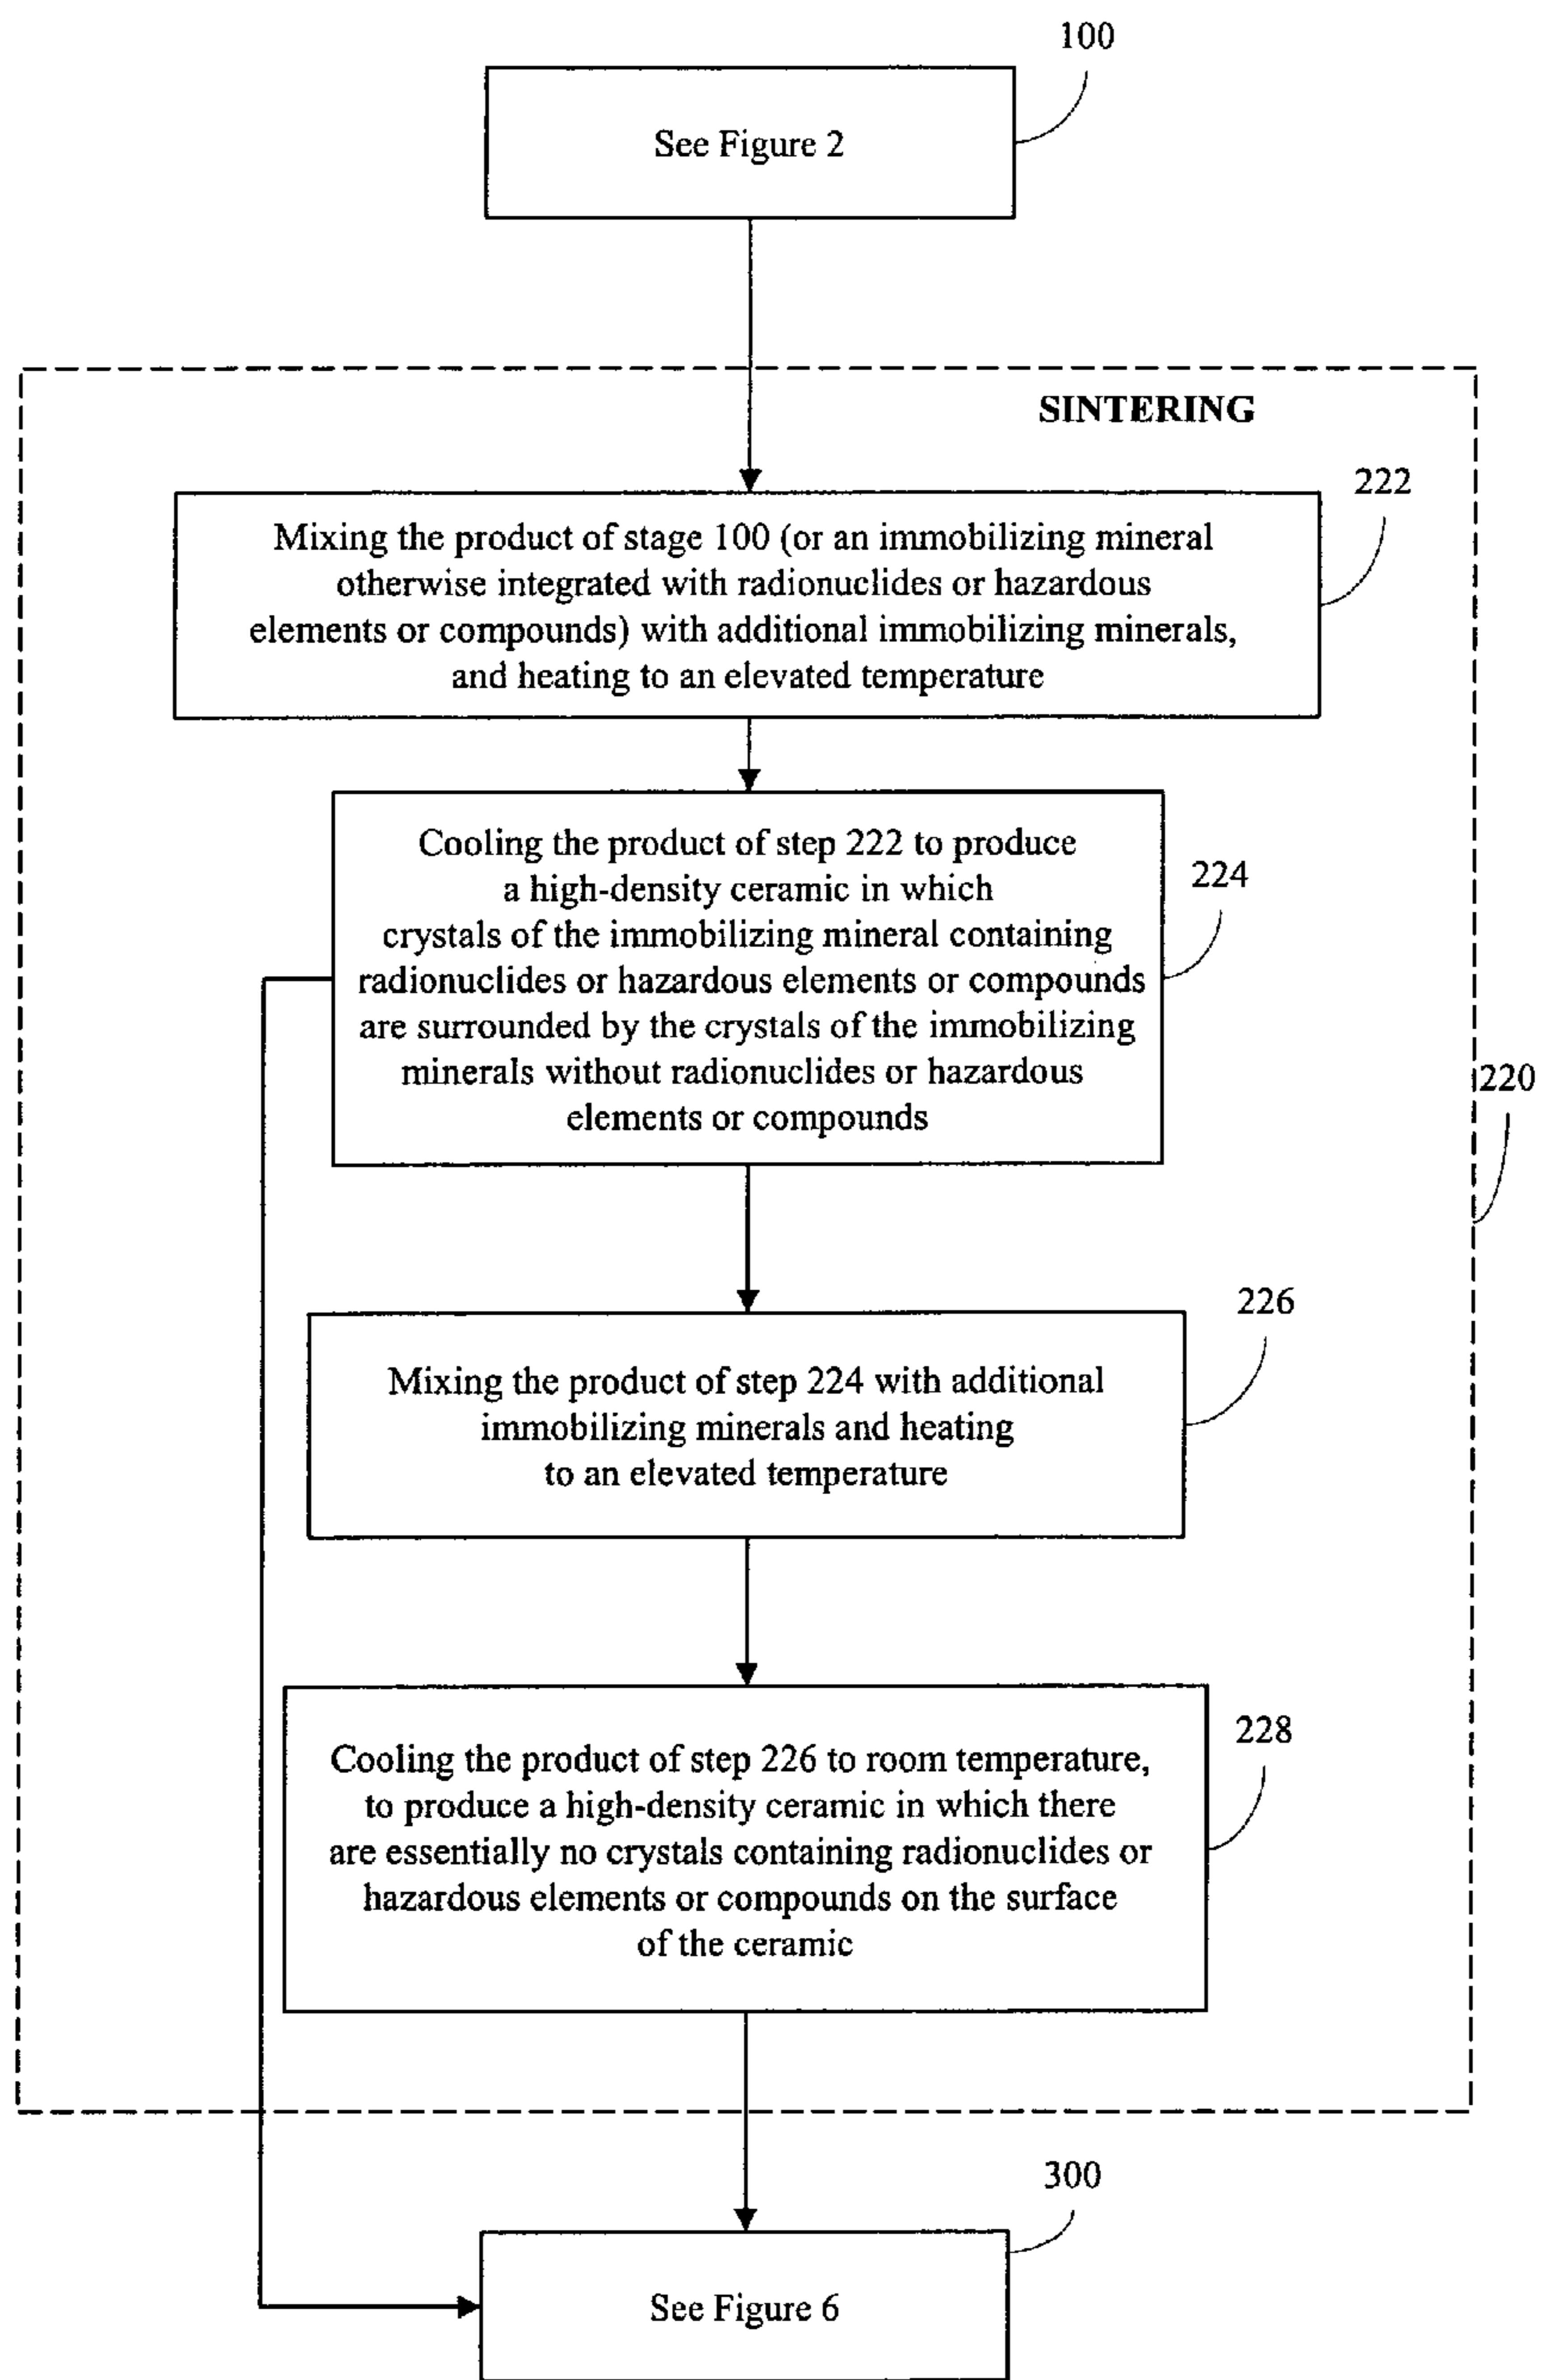 100
See Figure 2
SINTERING
222
Mixing the product of stage 100 (or an immobilizing mineral
otherwise integrated with radionuclides or hazardous
elements or compounds) with additional immobilizing minerals,
and heating to an elevated temperature
Cooling the product of step 222 to produce
a high-density ceramic in which
crystals of the immobilizing mineral containing
radionuclides or hazardous elements or compounds
are surrounded by the crystals of the immobilizing
minerals without radionuclides or hazardous
elements or compounds
224
220
226
Mixing the product of step 224 with additional
immobilizing minerals and heating
to an elevated temperature
228
Cooling the product of step 226 to room temperature,
to produce a high-density ceramic in which there
are essentially no crystals containing radionuclides or
hazardous elements or compounds on the surface
of the ceramic
300
See Figure 6